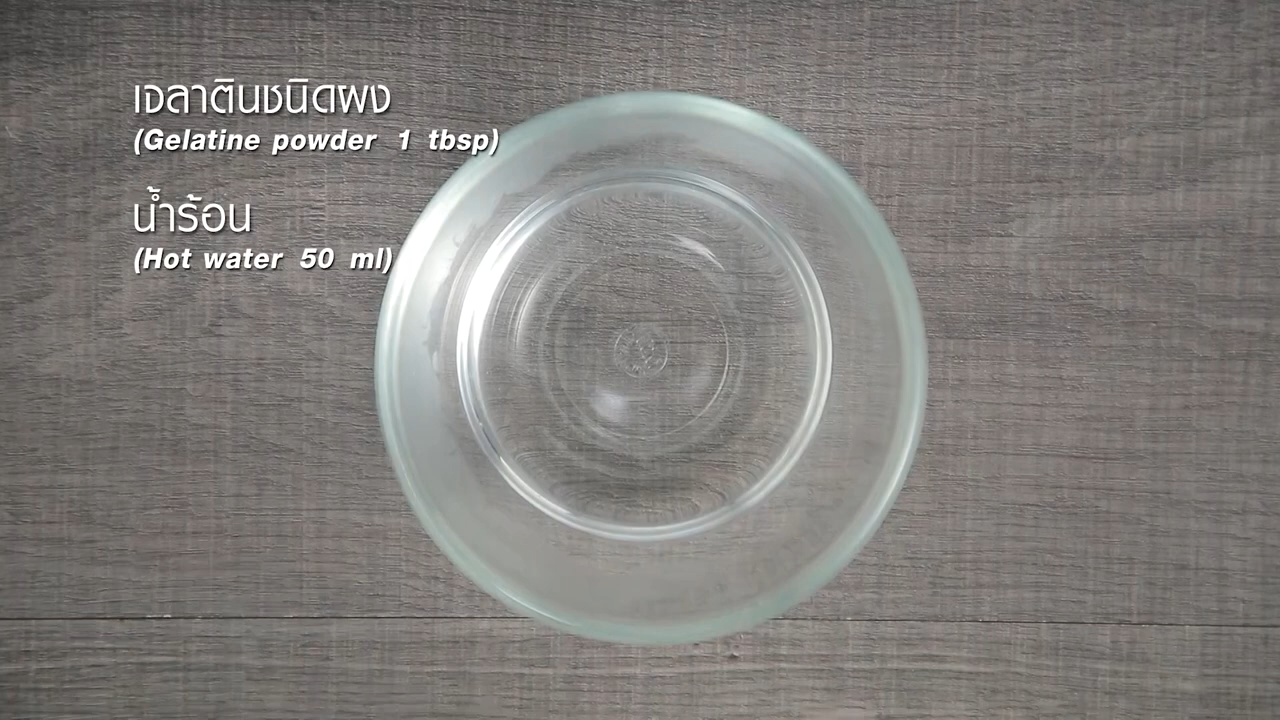 เจลาตินชนิดผง
(Gelatine powder 1 tbsp)
น้ำร้อน
(Hot water 50 ml)